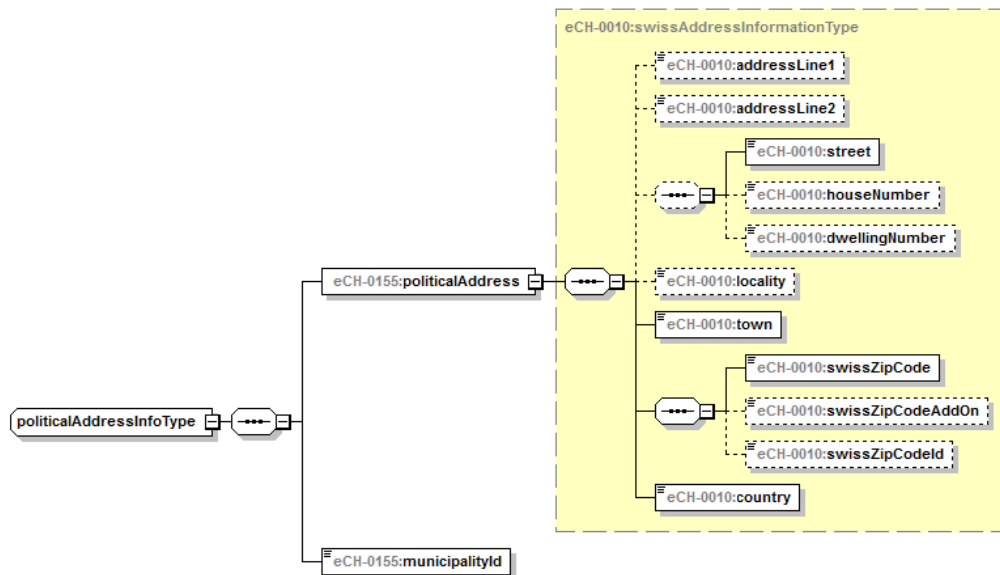 eCH-0010:swissAddressInformationType
eCH-0010:addressLine1
eCH-0010:addressLine2
eCH-0010:street
eCH-0010:houseNumber
eCH-0010:dwellingNumber
eCH-0155:politicalAddress
eCH-0010:locality
eCH-0010:town
eCH-0010:swissZipCode
politicalAddressInfoType
eCH-0010:swissZipCodeAddOn
eCH-0010:swissZipCodeId
eCH-0010:country
eCH-0155:municipalityId